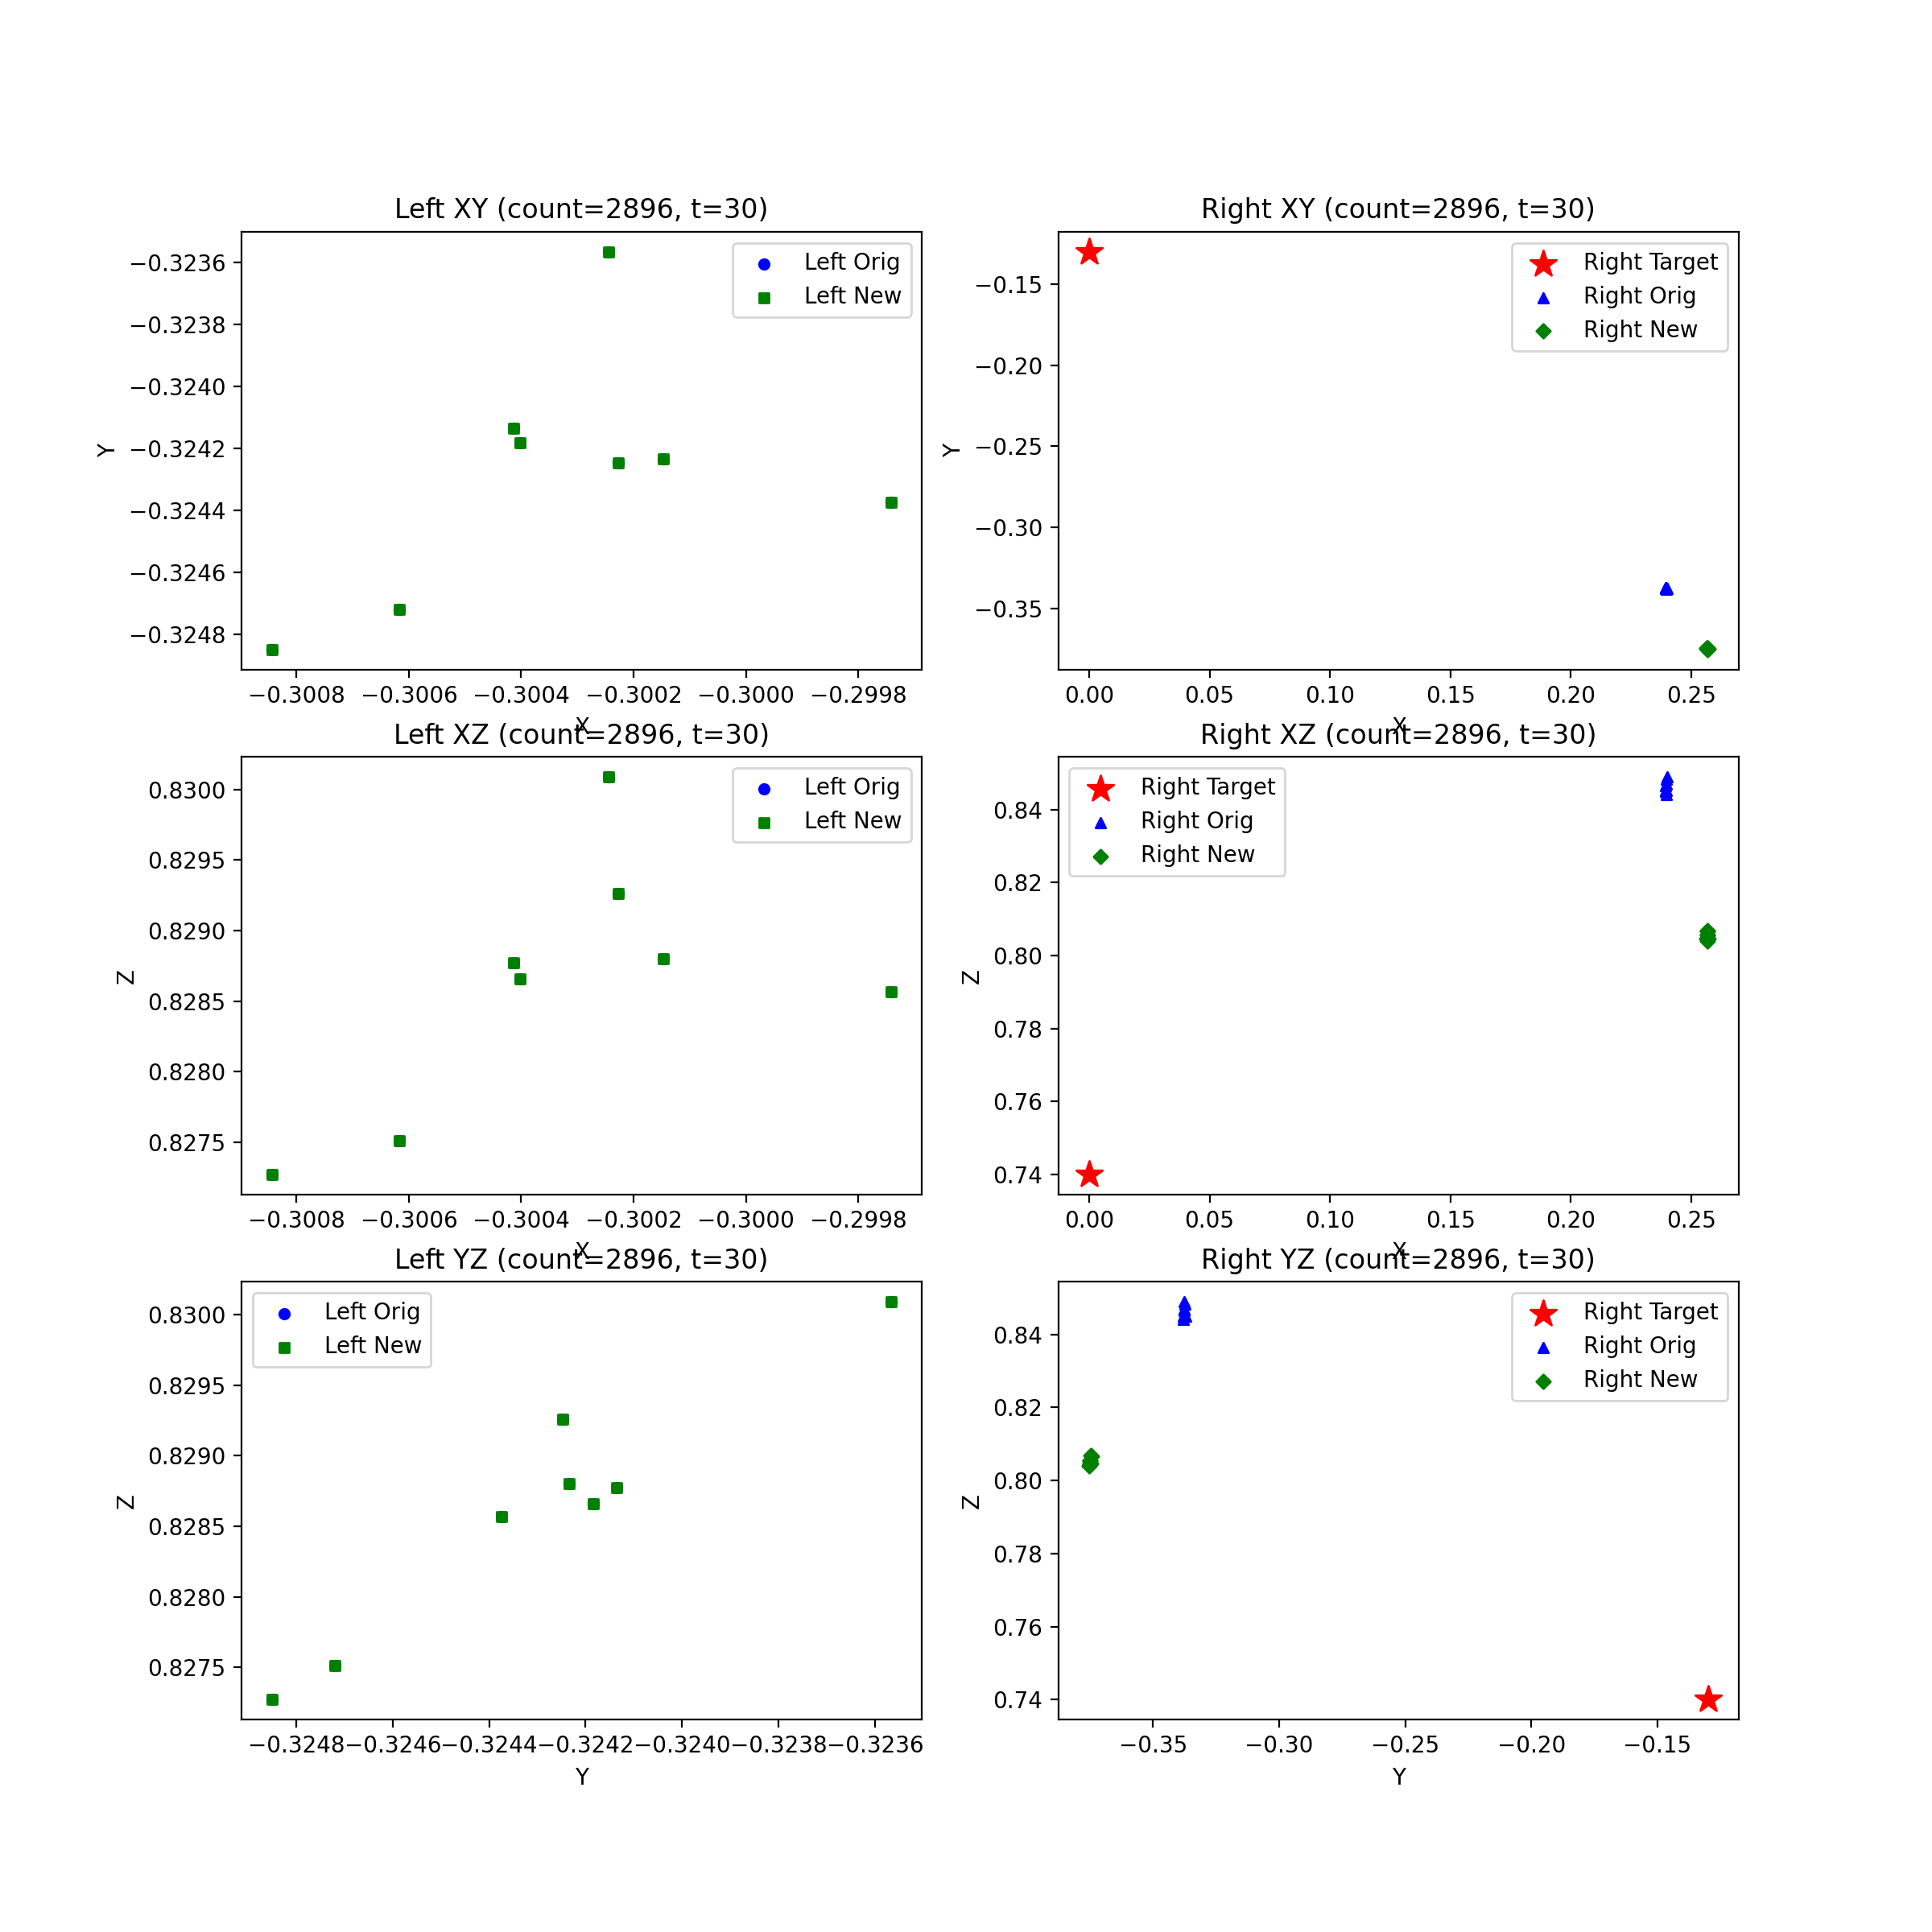 Left XY (count=2896, t=30)
Right XY (count=2896, t=30)
−0.3236
−0.3238
−0.3240
−0.3242
−0.3244
−0.3246
−0.3248
Y
Left Orig
Left New
−0.3008 −0.3006 −0.3004 −0.3002 −0.3000 −0.2998
X
−0.15
−0.20
−0.25
−0.30
−0.35
Y
Right Target
Right Orig
Right New
0.00 0.05 0.10 0.15 0.20 0.25
X
Left XZ (count=2896, t=30)
Right XZ (count=2896, t=30)
0.8300
0.8295
0.8290
0.8285
0.8280
0.8275
Z
Left Orig
Left New
−0.3008 −0.3006 −0.3004 −0.3002 −0.3000 −0.2998
X
0.84
0.82
0.80
0.78
0.76
0.74
Z
Right Target
Right Orig
Right New
0.00 0.05 0.10 0.15 0.20 0.25
X
Left YZ (count=2896, t=30)
Right YZ (count=2896, t=30)
0.8300
0.8295
0.8290
0.8285
0.8280
0.8275
Z
Left Orig
Left New
−0.3248 −0.3246 −0.3244 −0.3242 −0.3240 −0.3238 −0.3236
Y
0.84
0.82
0.80
0.78
0.76
0.74
Z
Right Target
Right Orig
Right New
−0.35 −0.30 −0.25 −0.20 −0.15
Y